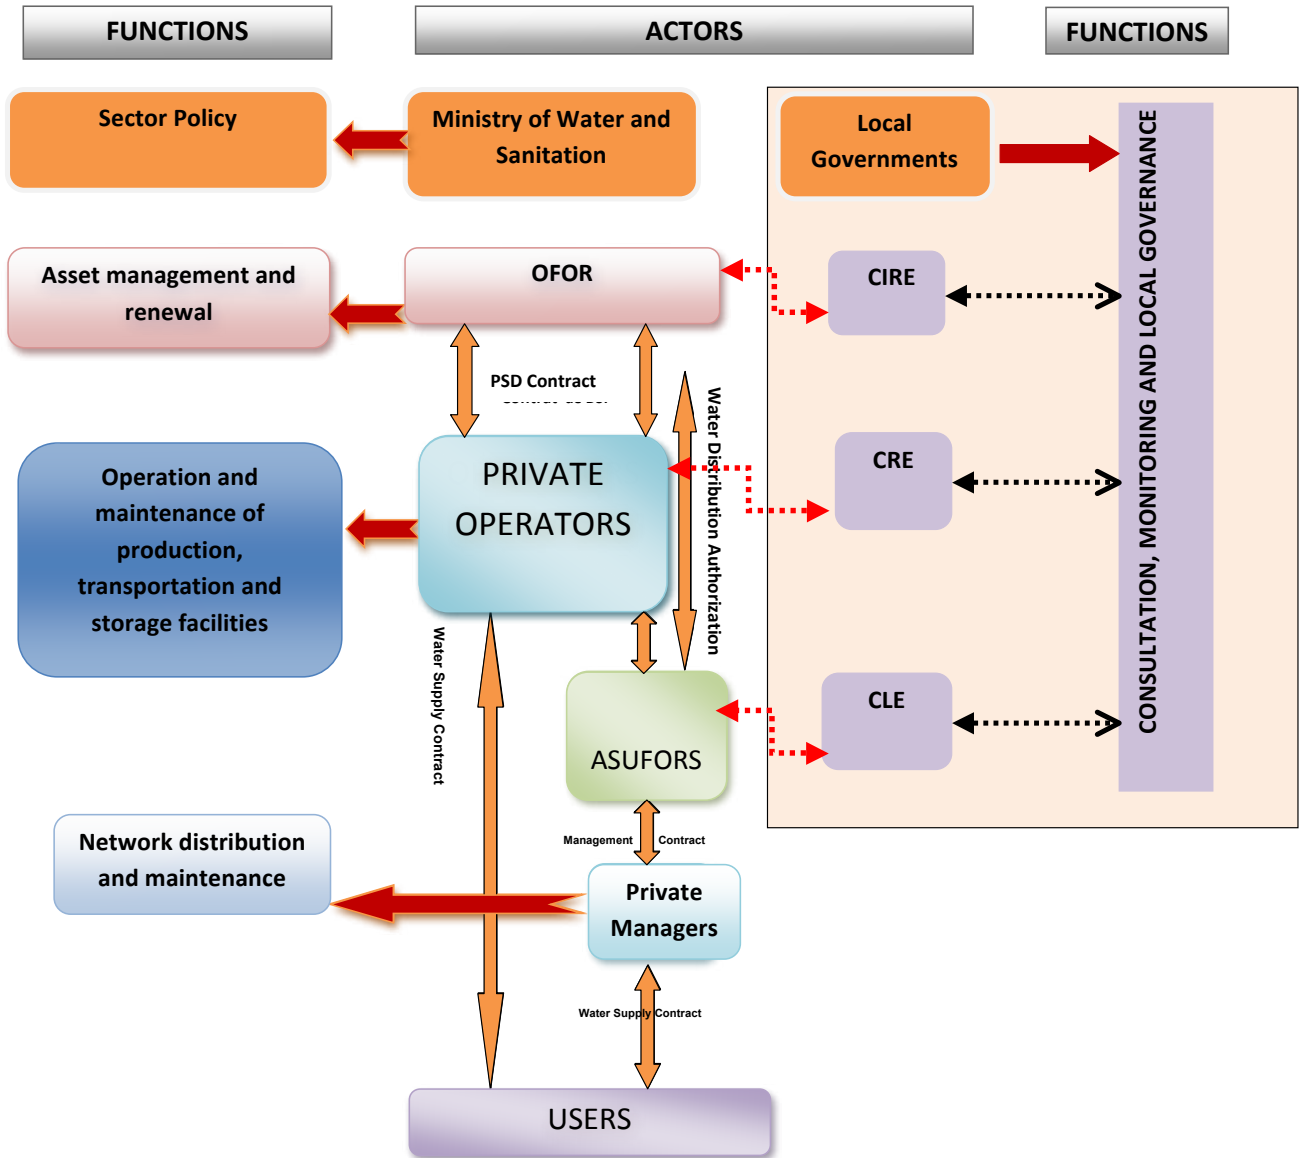 FUNCTIONS
ACTORS
FUNCTIONS
Sector Policy
Ministry of Water and
Sanitation
Local
Governments
CONSULTATION, MONITORING AND LOCAL GOVERNANCE
Asset management and
renewal
OFOR
CIRE
PSD Contract
Water Distribution Authorization
Operation and
maintenance of
production,
transportation and
storage facilities
PRIVATE
OPERATORS
CRE
Water Supply Contract
ASUFORS
CLE
Management Contract
Network distribution
and maintenance
Private
Managers
Water Supply Contract
USERS